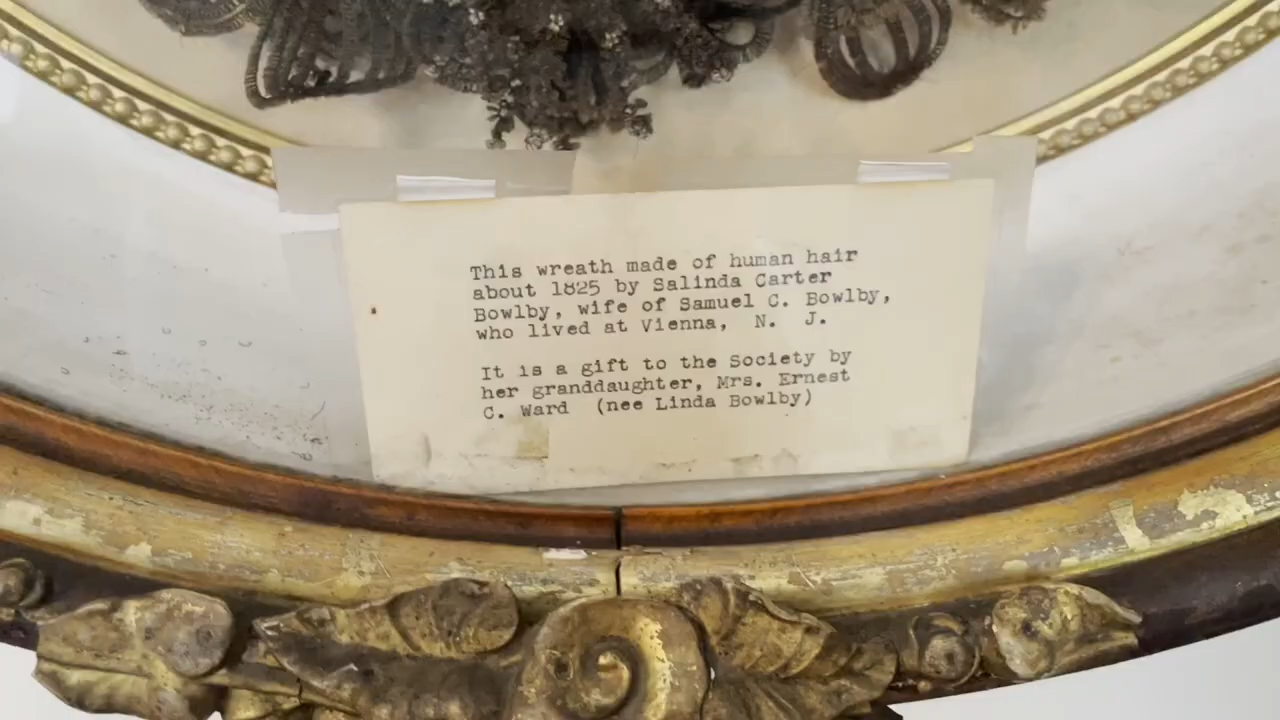 This wreath made of human hair
about 1825 by Salinda Carter
Bowlby, wife of Samuel C. Bowlby,
who lived at Vienna, N. J.
It is a gift to the Society by
her granddaughter, Mrs. Ernest
C. Ward (nee Linda Bowlby)